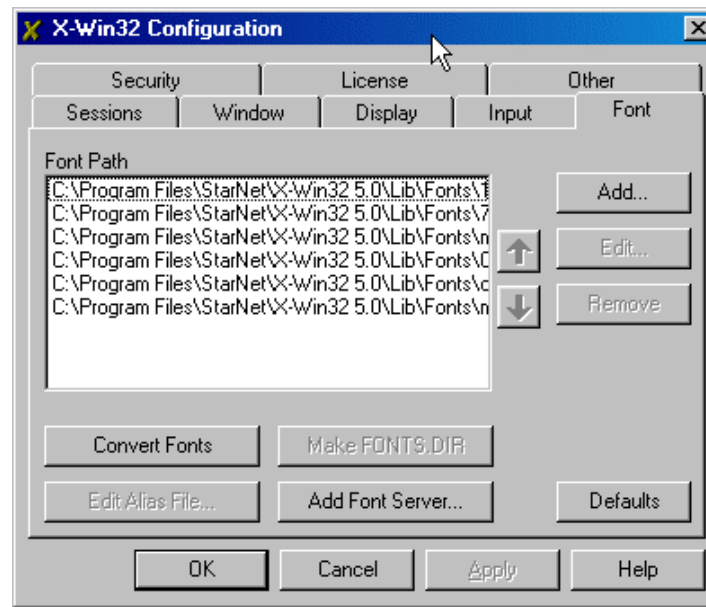 X-Win32 Configuration
Security License Other
Sessions Window Display Input Font
Font Path
C:\Program Files\StarNet\X-Win32 5.0\Lib\Fonts\
C:\Program Files\StarNet\X-Win32 5.0\Lib\Fonts\7
C:\Program Files\StarNet\X-Win32 5.0\Lib\Fonts\
C:\Program Files\StarNet\X-Win32 5.0\Lib\Fonts\
C:\Program Files\StarNet\X-Win32 5.0\Lib\Fonts\
C:\Program Files\StarNet\X-Win32 5.0\Lib\Fonts\
Add...
Edit...
Remove
Convert Fonts Make FONTS.DIR
Edit Alias File... Add Font Server... Defaults
OK Cancel Apply Help